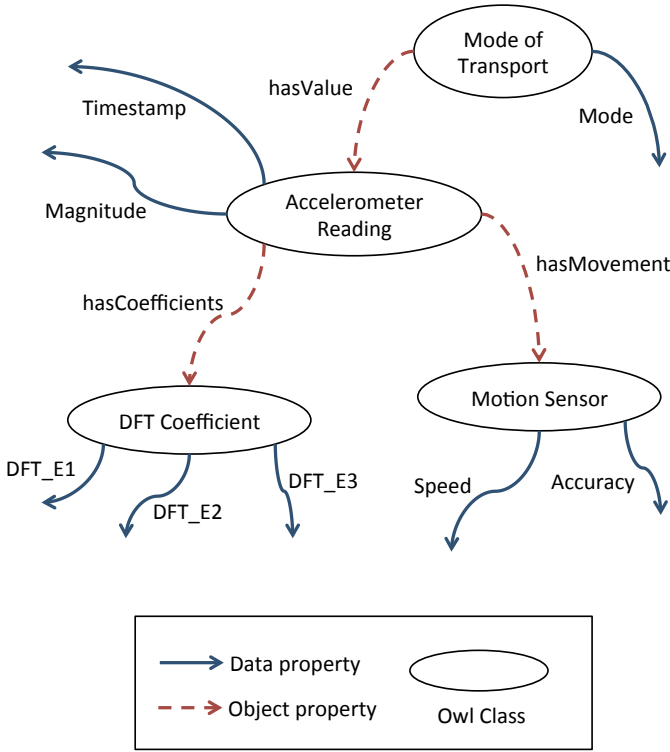 Mode of
Transport
hasValue
Timestamp
Mode
Magnitude
Accelerometer
Reading
hasMovement
hasCoefficients
DFT Coefficient
Motion Sensor
DFT_E1
DFT_E2
DFT_E3
Speed
Accuracy
Data property
Object property
Owl Class